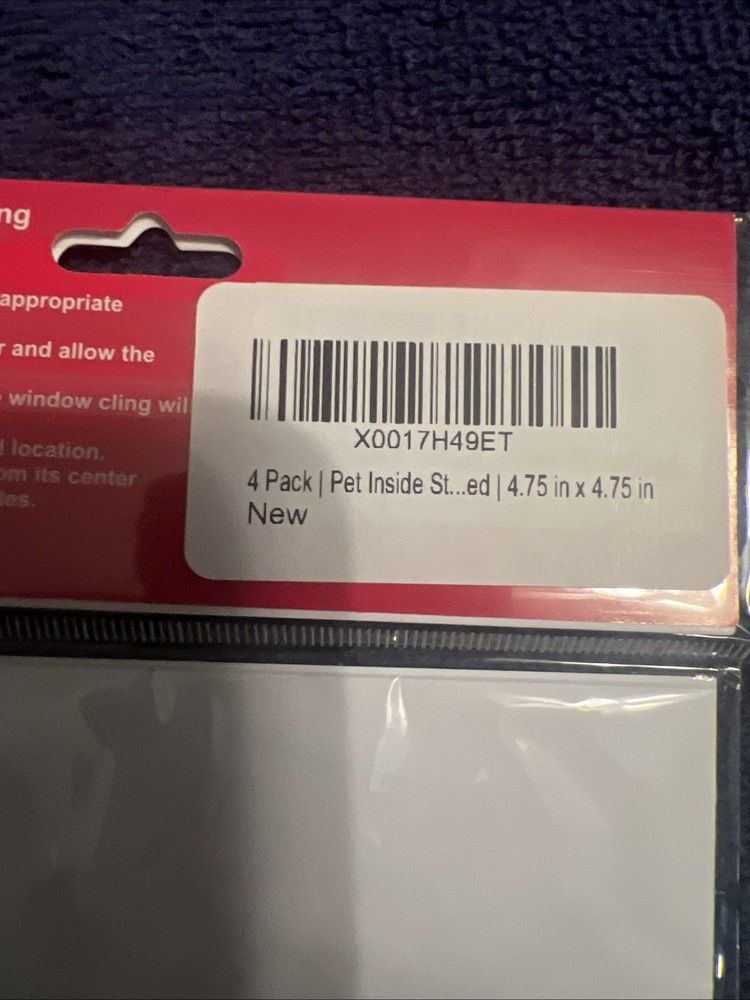 ng
appropriate
r and allow the
window cling wil
location.
om its center
les.
X0017H49ET
4 Pack | Pet Inside St...ed | 4.75 in x 4.75 in
New